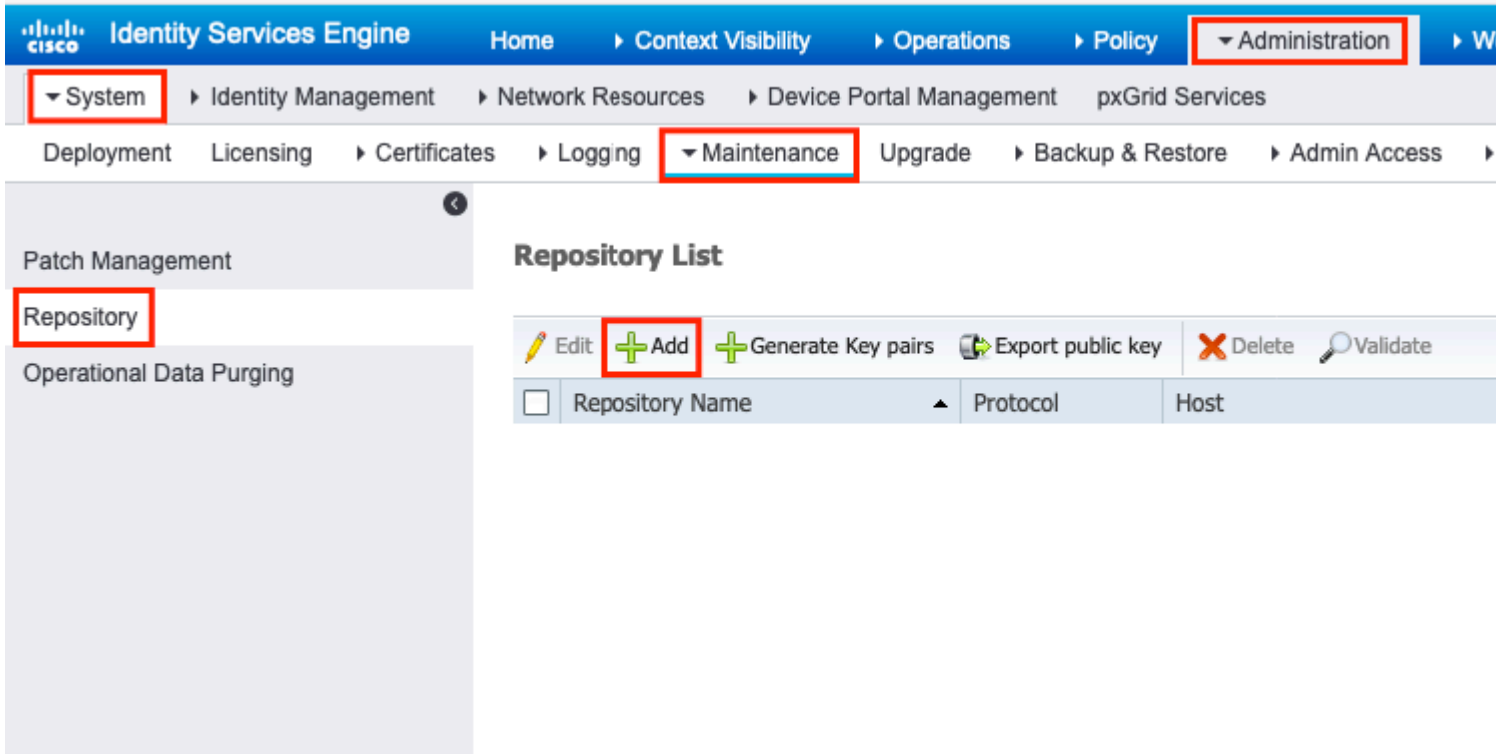 cisco Identity Services Engine Home Context Visibility Operations Policy Administration W
System Identity Management Network Resources Device Portal Management pxGrid Services
Deployment Licensing Certificates Logging Maintenance Upgrade Backup & Restore Admin Access
Patch Management
Repository
Operational Data Purging
Repository List
Edit Add Generate Key pairs Export public key Delete Validate
Repository Name Protocol Host